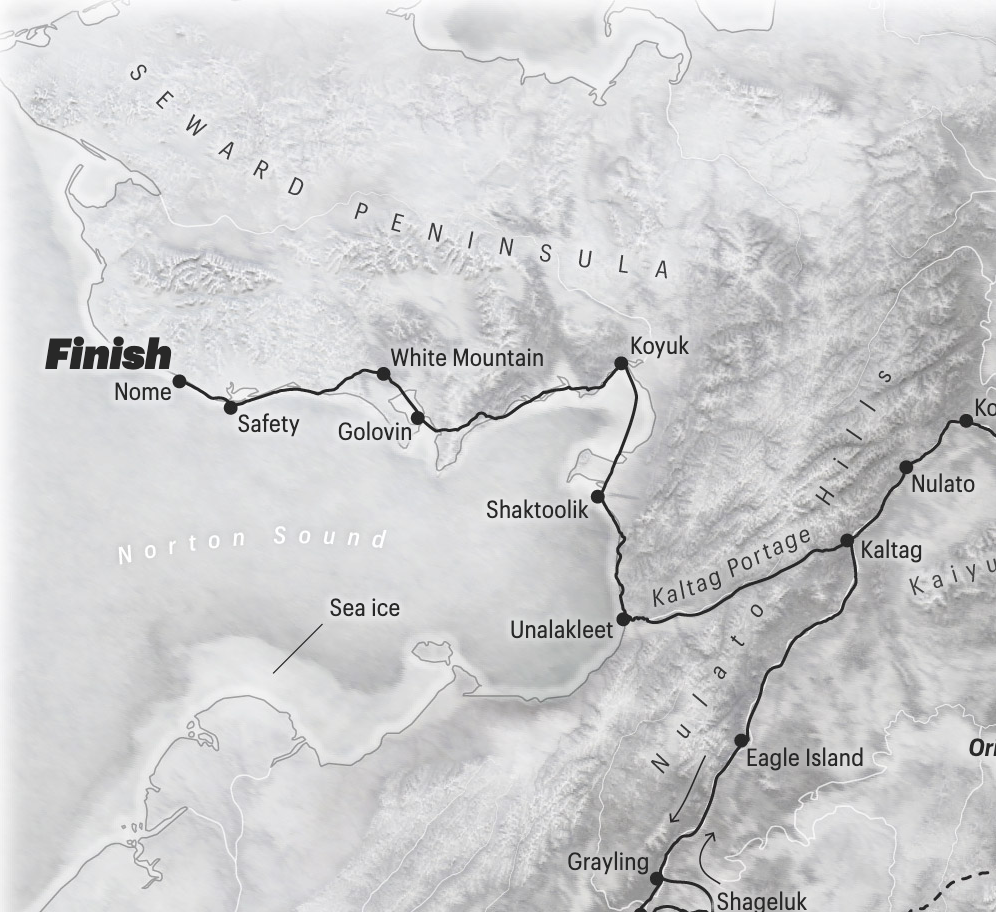 SEWARD PENINSULA
Finish
Nome
Safety
White Mountain
Golovin
Koyuk
Shaktoolik
Ko
Nulato
Kaltag
Kaltag Portage
Kaiyu
Nulato Hills
Norton Sound
Sea ice
Unalakleet
Eagle Island
Grayling
Shageluk